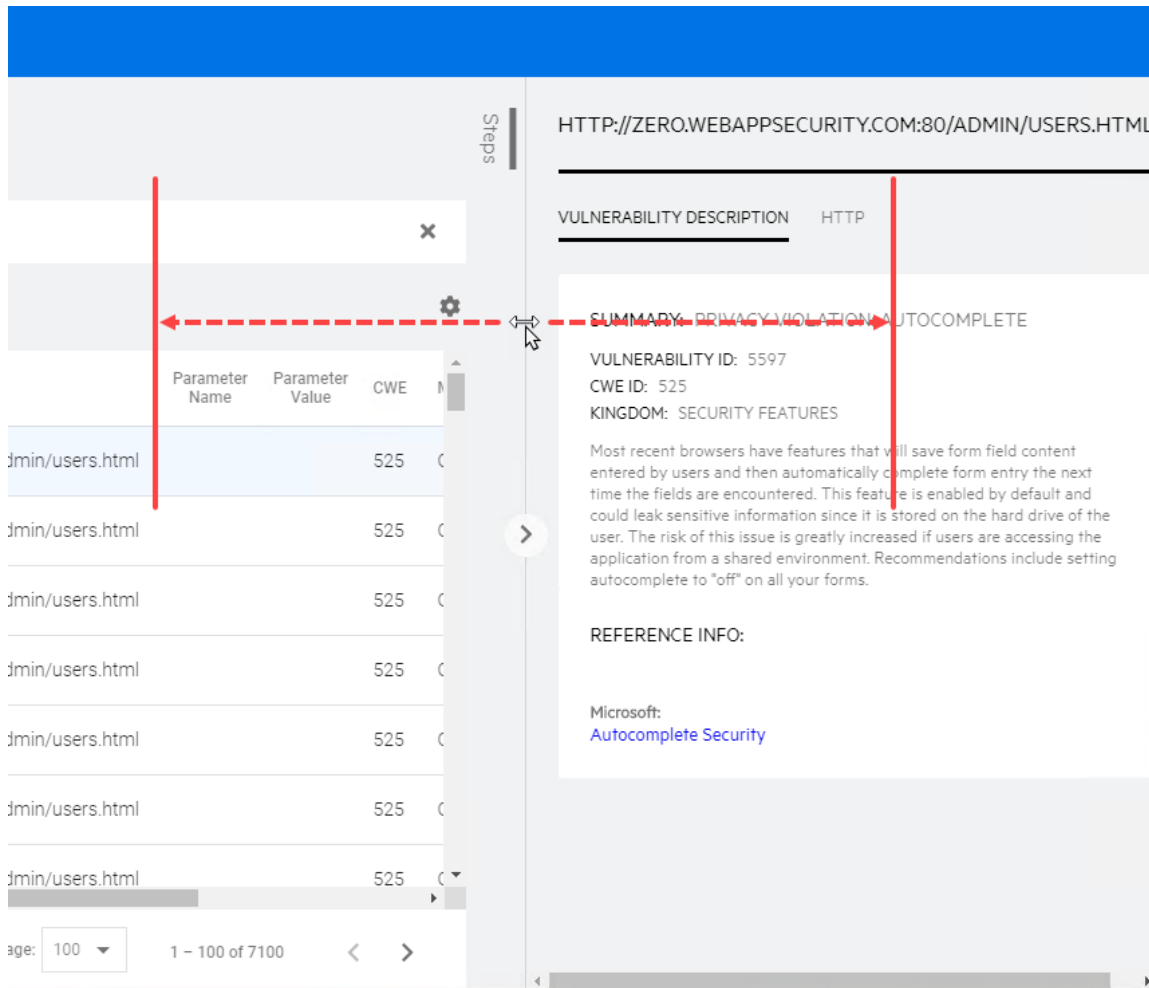 Steps
Parameter Name
Parameter Value
CWE
dmin/users.html 525
dmin/users.html 525
dmin/users.html 525
dmin/users.html 525
dmin/users.html 525
dmin/users.html 525
dmin/users.html 525
age: 100 1 – 100 of 7100
HTTP://ZERO.WEBAPPSECURITY.COM:80/ADMIN/USERS.HTML
VULNERABILITY DESCRIPTION HTTP
SUMMARY: PRIVACY VIOLATION: AUTOCOMPLETE
VULNERABILITY ID: 5597
CWE ID: 525
KINGDOM: SECURITY FEATURES
Most recent browsers have features that will save form field content
entered by users and then automatically complete form entry the next
time the fields are encountered. This feature is enabled by default and
could leak sensitive information since it is stored on the hard drive of the
user. The risk of this issue is greatly increased if users are accessing the
application from a shared environment. Recommendations include setting
autocomplete to "off" on all your forms.
REFERENCE INFO:
Microsoft:
Autocomplete Security